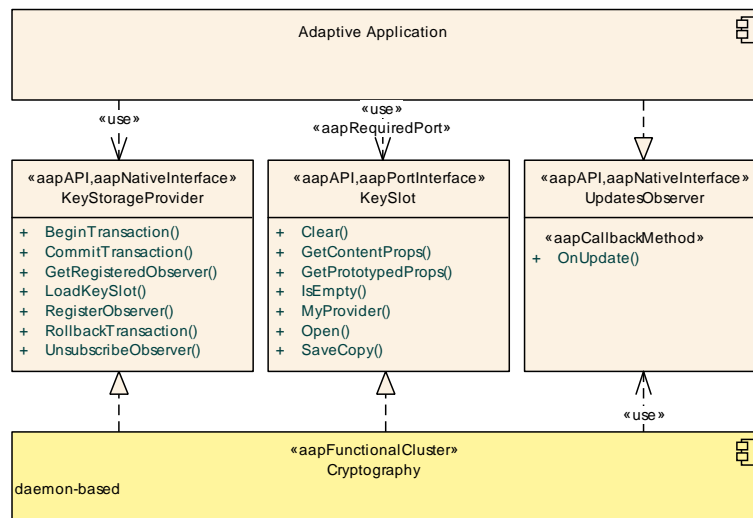 Adaptive Application
«use»
«use»
«aapRequiredPort»
«aapAPI,aapNativeInterface»
KeyStorageProvider
+ BeginTransaction()
+ CommitTransaction()
+ GetRegisteredObserver()
+ LoadKeySlot()
+ RegisterObserver()
+ RollbackTransaction()
+ UnsubscribeObserver()
«aapAPI,aapPortInterface»
KeySlot
+ Clear()
+ GetContentProps()
+ GetPrototypedProps()
+ IsEmpty()
+ MyProvider()
+ Open()
+ SaveCopy()
«aapAPI,aapNativeInterface»
UpdatesObserver
«aapCallbackMethod»
+ OnUpdate()
«use»
«aapFunctionalCluster»
Cryptography
daemon-based